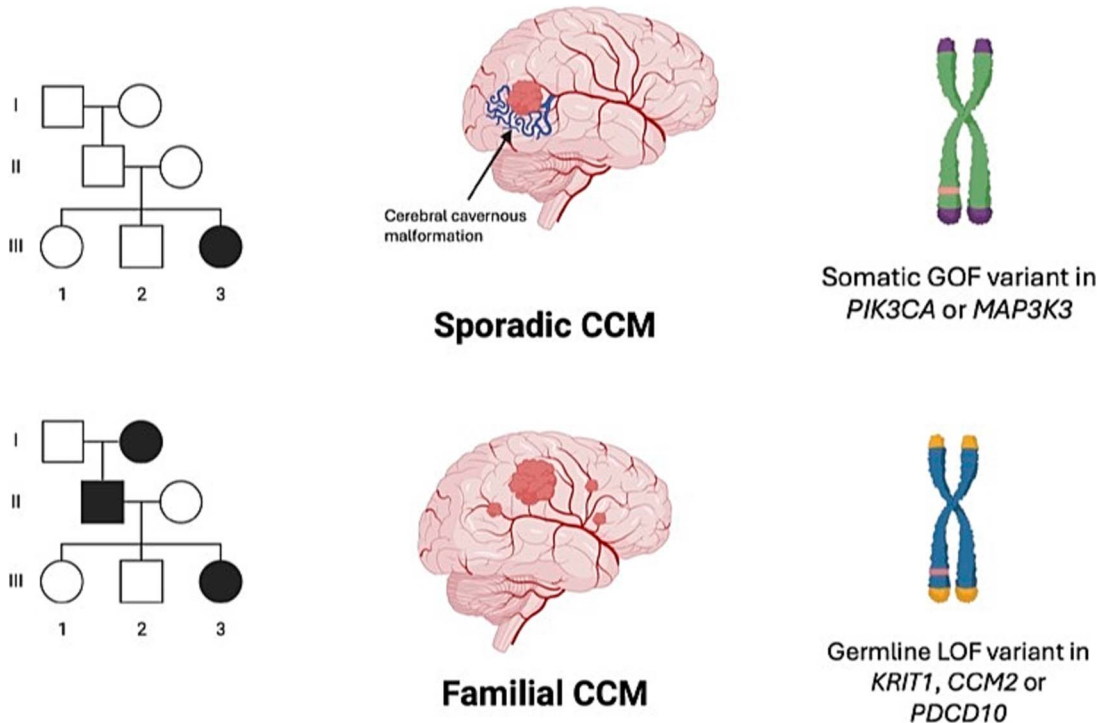 I
II
III
1 2 3
Cerebral cavernous
malformation
Sporadic CCM
Somatic GOF variant in
PIK3CA or MAP3K3
I
II
III
1 2 3
Familial CCM
Germline LOF variant in
KRIT1, CCM2 or
PDCD10